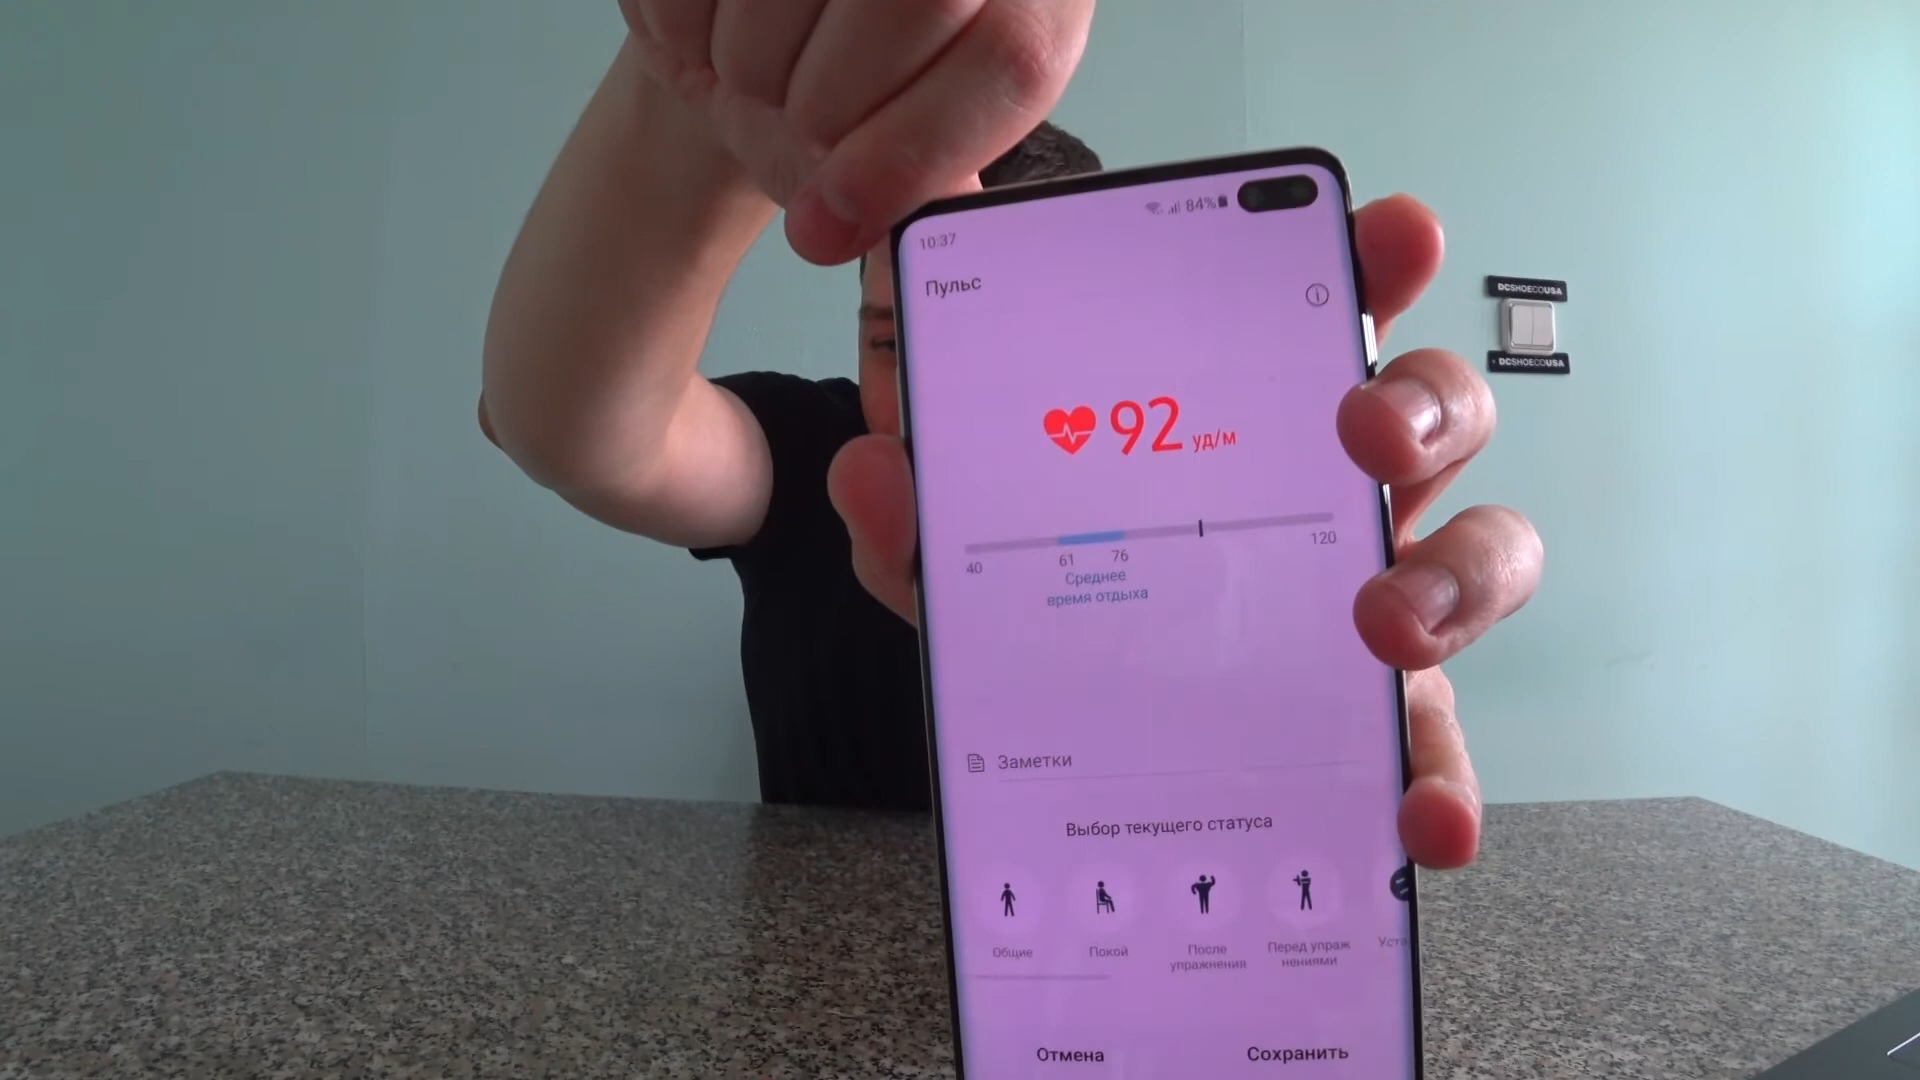 84%
10:37
Пульс
92 уд/м
40
61
76
120
Среднее
время отдыха
Заметки
Выбор текущего статуса
Общие
Покой
После
упражнения
Перед упраж
нениями
Уста
Отмена
Сохранить
DCSHOECOUSA
DCSHOECOUSA